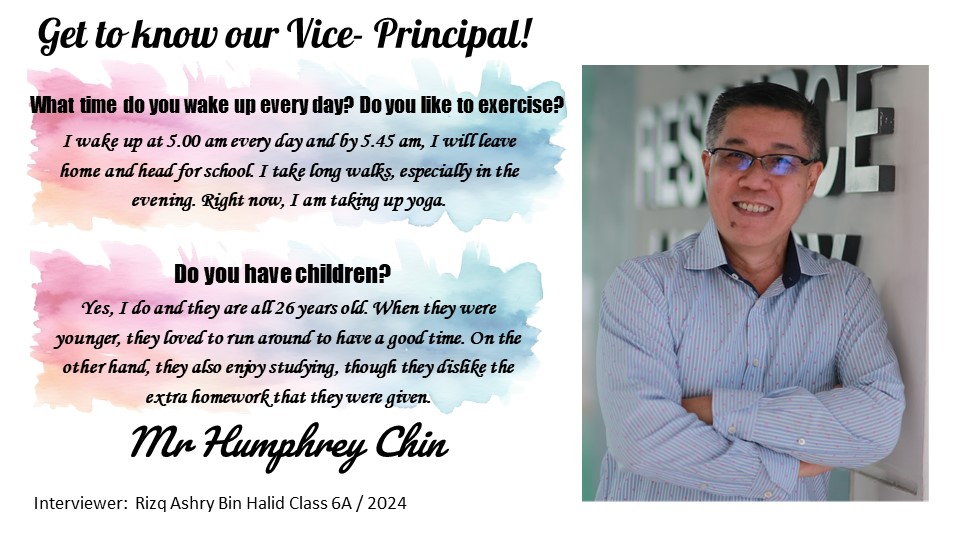 Get to know our Vice- Principal!
What time do you wake up every day? Do you like to exercise?
I wake up at 5.00 am every day and by 5.45 am, I will leave
home and head for school. I take long walks, especially in the
evening. Right now, I am taking up yoga.
Do you have children?
Yes, I do and they are all 26 years old. When they were
younger, they loved to run around to have a good time. On the
other hand, they also enjoy studying, though they dislike the
extra homework that they were given.
Mr Humphrey Chin
Interviewer:  Rizq Ashry Bin Halid Class 6A / 2024